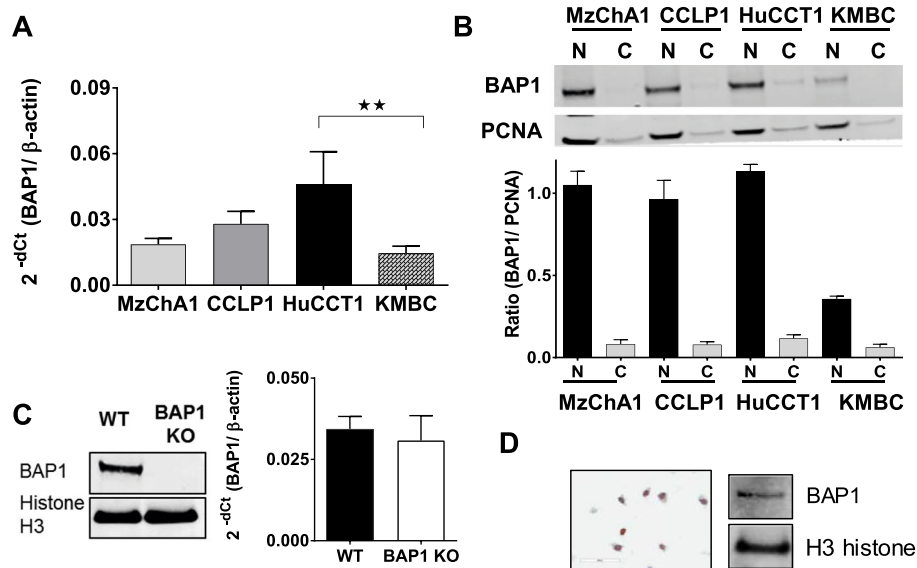 A
2 -dCt (BAP1/ β-actin)
0.09
0.06
0.03
0.00
★★
MzChA1 CCLP1 HuCCT1 KMBC
B
MzChA1 CCLP1 HuCCT1 KMBC
N C N C N C N C
BAP1
PCNA
Ratio (BAP1/ PCNA)
1.0
0.5
0.0
N C N C N C N C
MzChA1 CCLP1 HuCCT1 KMBC
C
WT BAP1 KO
BAP1
Histone H3
2 -dCt (BAP1/ β-actin)
0.050
0.025
0.000
WT BAP1 KO
D
BAP1
H3 histone